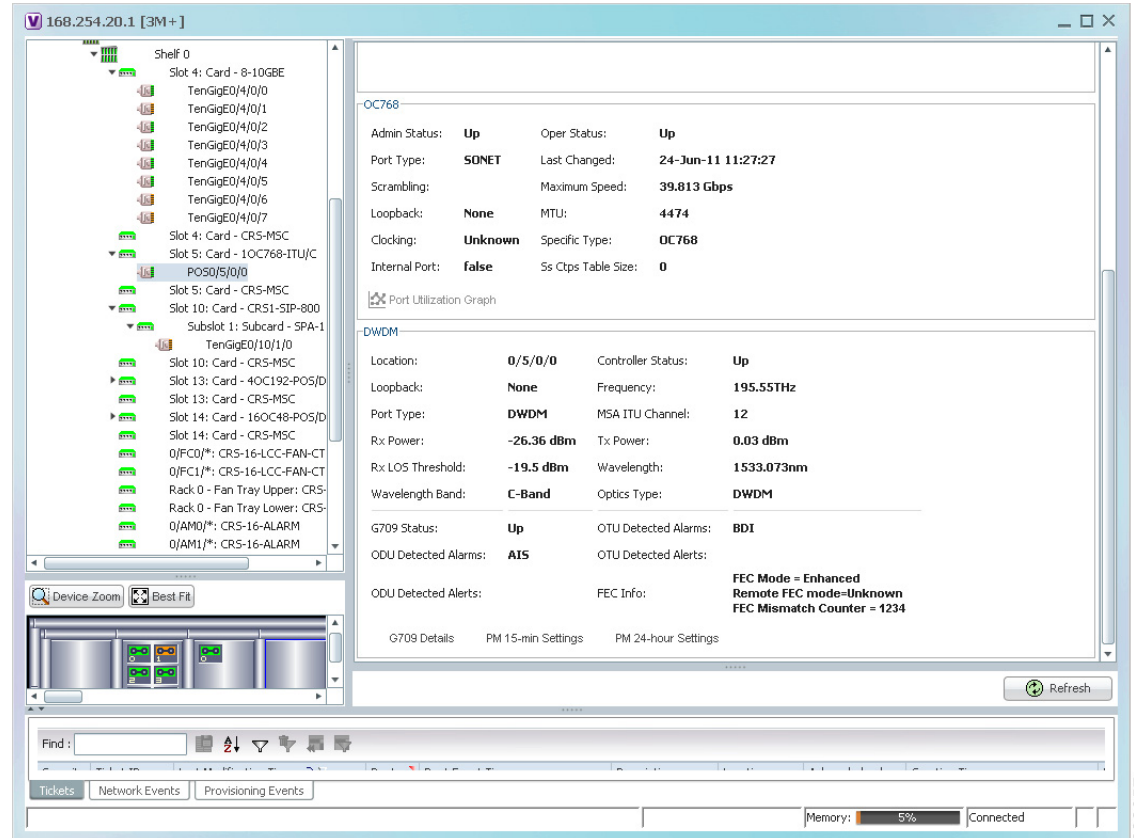 168.254.20.1 [3M+]
Shelf 0
Slot 4: Card - 8-10GBE
TenGigE0/4/0/0
TenGigE0/4/0/1
TenGigE0/4/0/2
TenGigE0/4/0/3
TenGigE0/4/0/4
TenGigE0/4/0/5
TenGigE0/4/0/6
TenGigE0/4/0/7
Slot 4: Card - CRS-MSC
Slot 5: Card - 1OC768-ITU/C
POS0/5/0/0
Slot 5: Card - CRS-MSC
Slot 10: Card - CRS1-SIP-800
Subslot 1: Subcard - SPA-1
TenGigE0/10/1/0
Slot 10: Card - CRS-MSC
Slot 13: Card - 4OC192-POS/D
Slot 13: Card - CRS-MSC
Slot 14: Card - 16OC48-POS/D
Slot 14: Card - CRS-MSC
0/FC0/*: CRS-16-LCC-FAN-CT
0/FC1/*: CRS-16-LCC-FAN-CT
Rack 0 - Fan Tray Upper: CRS-
Rack 0 - Fan Tray Lower: CRS-
0/AM0/*: CRS-16-ALARM
0/AM1/*: CRS-16-ALARM
Device Zoom Best Fit
0 1 0
2 3
OC768
Admin Status: Up Oper Status: Up
Port Type: SONET Last Changed: 24-Jun-11 11:27:27
Scrambling: Maximum Speed: 39.813 Gbps
Loopback: None MTU: 4474
Clocking: Unknown Specific Type: OC768
Internal Port: false Ss Ctps Table Size: 0
Port Utilization Graph
DWDM
Location: 0/5/0/0 Controller Status: Up
Loopback: None Frequency: 195.55THz
Port Type: DWDM MSA ITU Channel: 12
Rx Power: -26.36 dBm Tx Power: 0.03 dBm
Rx LOS Threshold: -19.5 dBm Wavelength: 1533.073nm
Wavelength Band: C-Band Optics Type: DWDM
G709 Status: Up OTU Detected Alarms: BDI
ODU Detected Alarms: AIS OTU Detected Alerts:
ODU Detected Alerts: FEC Info: FEC Mode = Enhanced
Remote FEC mode=Unknown
FEC Mismatch Counter = 1234
G709 Details PM 15-min Settings PM 24-hour Settings
Refresh
Find :
Tickets Network Events Provisioning Events
Memory: 5% Connected